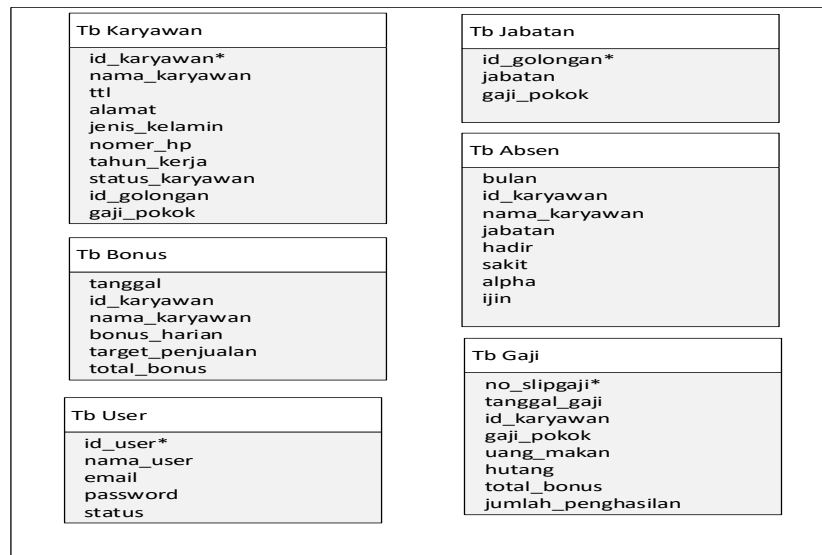 Tb Karyawan
id_karyawan*
nama_karyawan
ttl
alamat
jenis_kelamin
nomer_hp
tahun_kerja
status_karyawan
id_golongan
gaji_pokok
Tb Bonus
tanggal
id_karyawan
nama_karyawan
bonus_harian
target_penjualan
total_bonus
Tb User
id_user*
nama_user
email
password
status
Tb Jabatan
id_golongan*
jabatan
gaji_pokok
Tb Absen
bulan
id_karyawan
nama_karyawan
jabatan
hadir
sakit
alpha
ijin
Tb Gaji
no_slipgaji*
tanggal_gaji
id_karyawan
gaji_pokok
uang_makan
hutang
total_bonus
jumlah_penghasilan